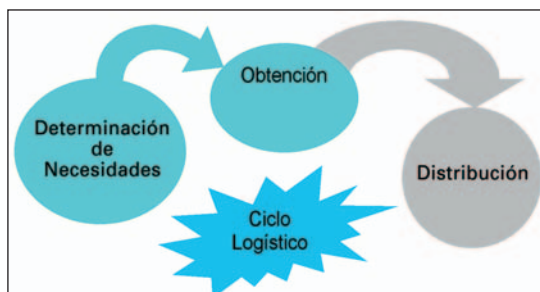 Determinación
de
Necesidades
Obtención
Distribución
Ciclo
Logístico